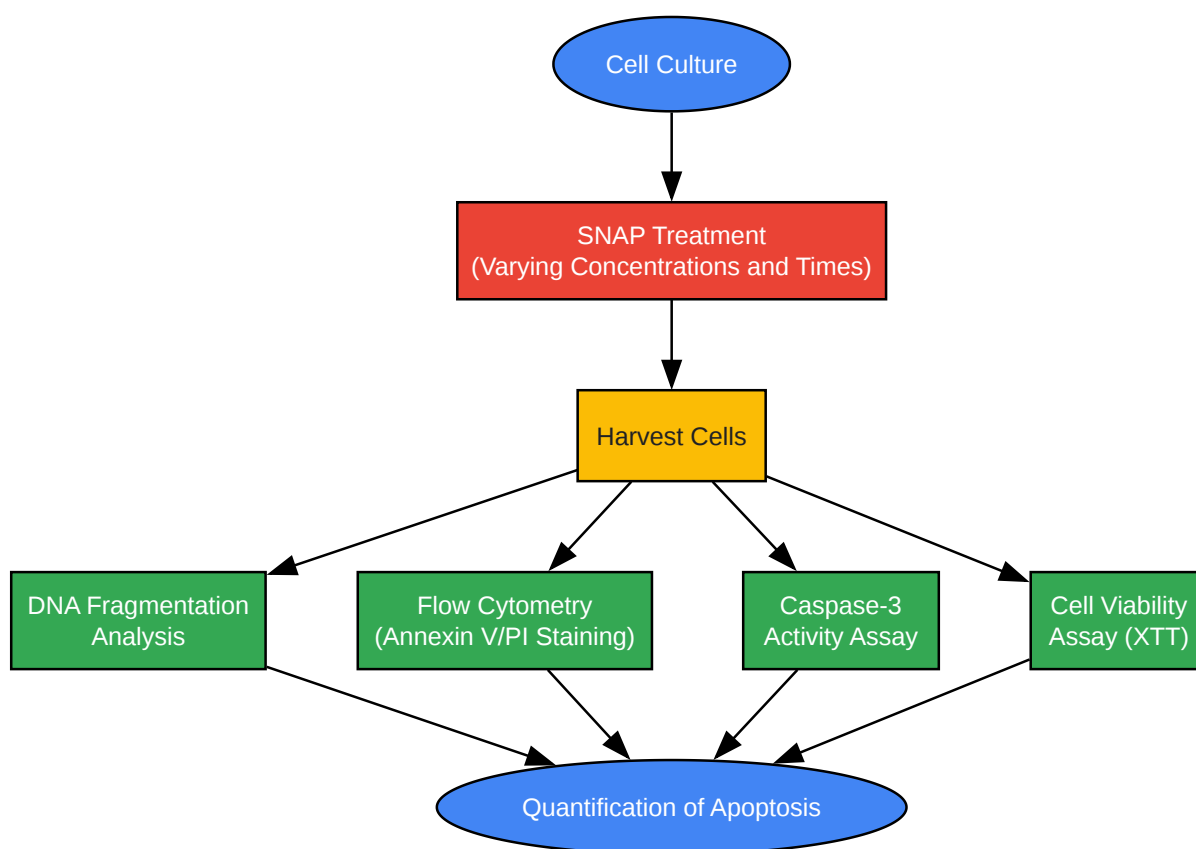 Cell Culture
SNAP Treatment
(Varying Concentrations and Times)
Harvest Cells
DNA Fragmentation
Analysis
Flow Cytometry
(Annexin V/PI Staining)
Caspase-3
Activity Assay
Cell Viability
Assay (XTT)
Quantification of Apoptosis